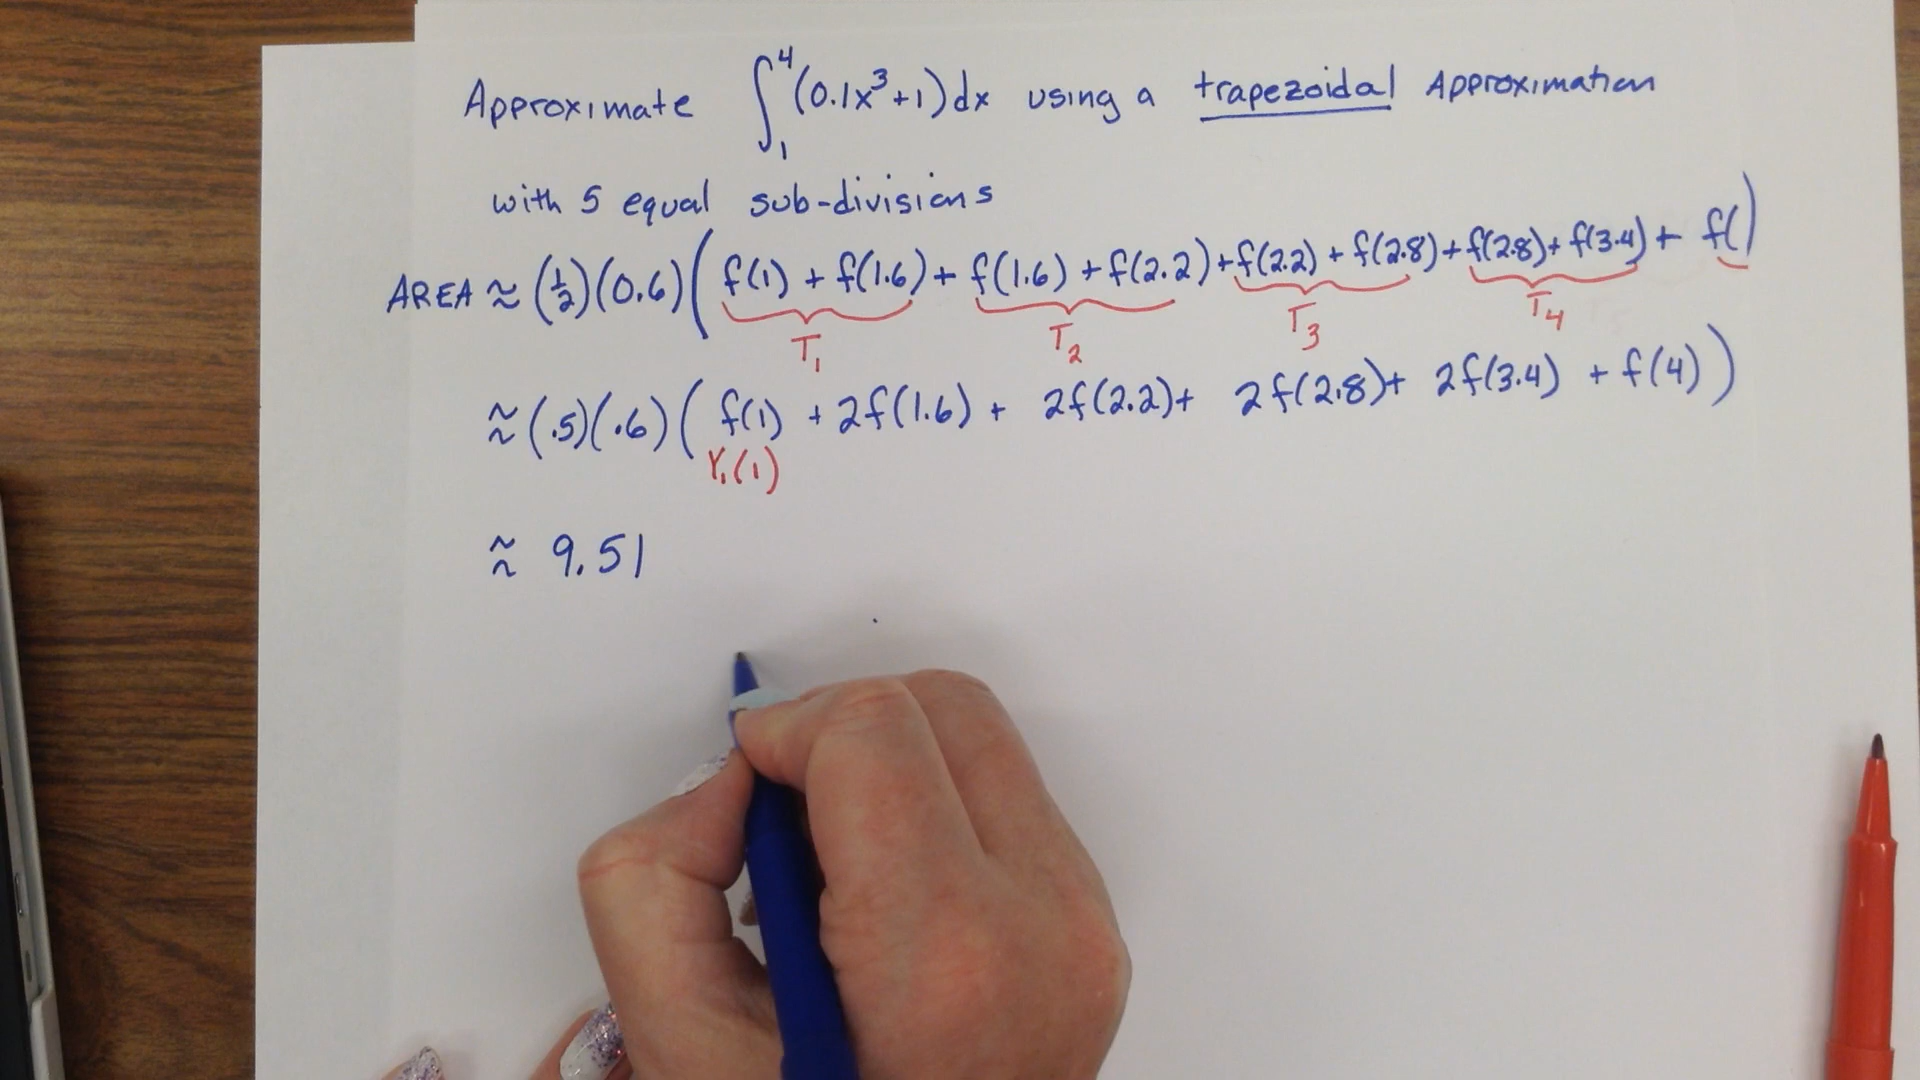 Approximate ∫₁⁴ (0.1x³+1) dx using a trapezoidal Approximation
with 5 equal sub-divisions
AREA ≈ (1/2)(0.6)( f(1) + f(1.6) + f(1.6) + f(2.2) + f(2.2) + f(2.8) + f(2.8) + f(3.4) + f( )
T₁ T₂ T₃ T₄
≈ (.5)(.6)( f(1) + 2f(1.6) + 2f(2.2) + 2f(2.8) + 2f(3.4) + f(4) )
Y₁(1)
≈ 9.51